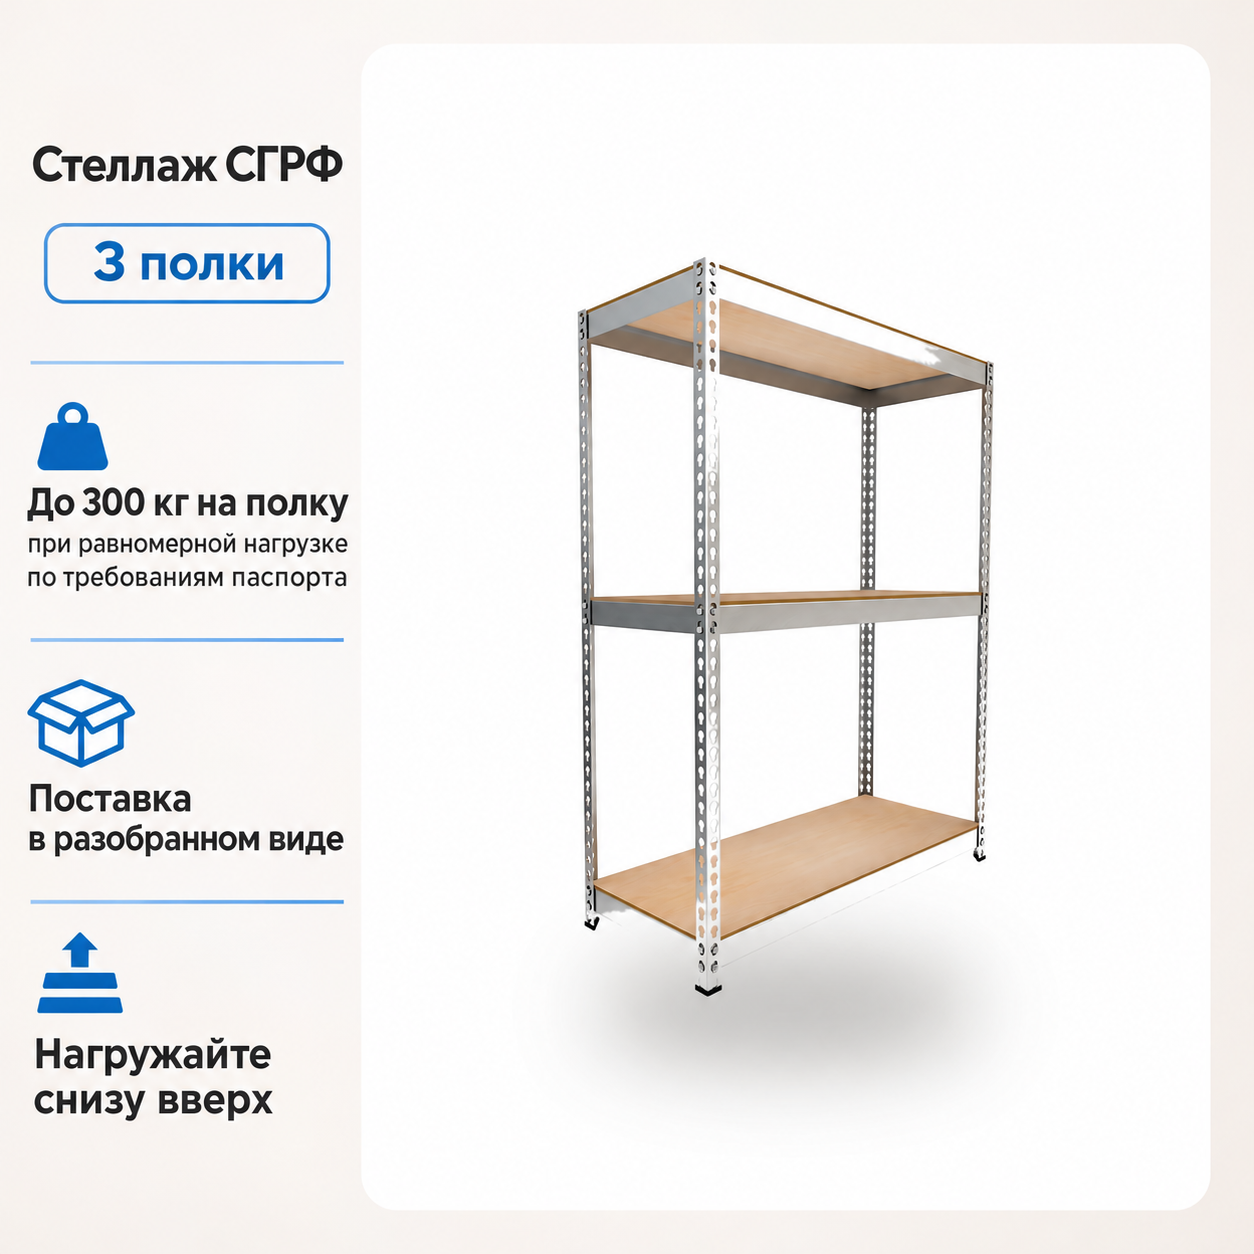 Стеллаж СГРФ
3 полки
До 300 кг на полку
при равномерной нагрузке
по требованиям паспорта
Поставка
в разобранном виде
Нагружайте
снизу вверх